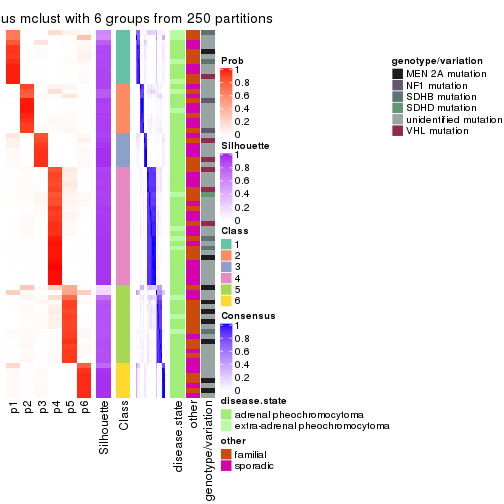 us mclust with 6 groups from 250 partitions
Prob
1
0.8
0.6
0.4
0.2
0
Silhouette
1
0.8
0.6
0.4
0.2
0
Class
1
2
3
4
5
6
Consensus
1
0.8
0.6
0.4
0.2
0
disease.state
adrenal pheochromocytoma
extra-adrenal pheochromocytoma
other
familial
sporadic
genotype/variation
MEN 2A mutation
NF1 mutation
SDHB mutation
SDHD mutation
unidentified mutation
VHL mutation
p1
p2
p3
p4
p5
p6
Silhouette
Class
disease.state
other
genotype/variation